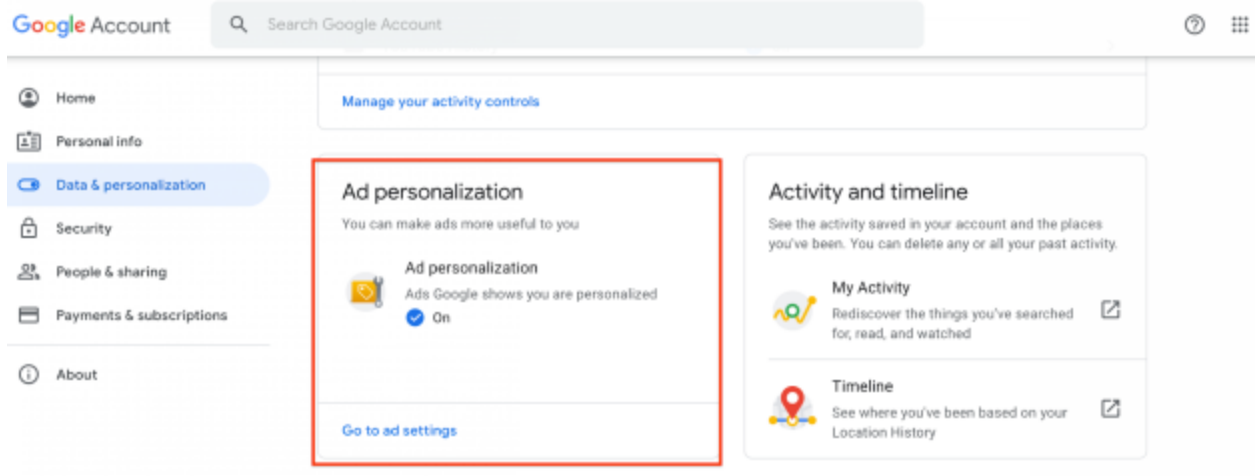 Google Account
Search Google Account
Home
Personal info
Data & personalization
Security
People & sharing
Payments & subscriptions
About
Manage your activity controls
Ad personalization
You can make ads more useful to you
Ad personalization
Ads Google shows you are personalized
On
Go to ad settings
Activity and timeline
See the activity saved in your account and the places
you've been. You can delete any or all your past activity.
My Activity
Rediscover the things you've searched
for, read, and watched
Timeline
See where you've been based on your
Location History